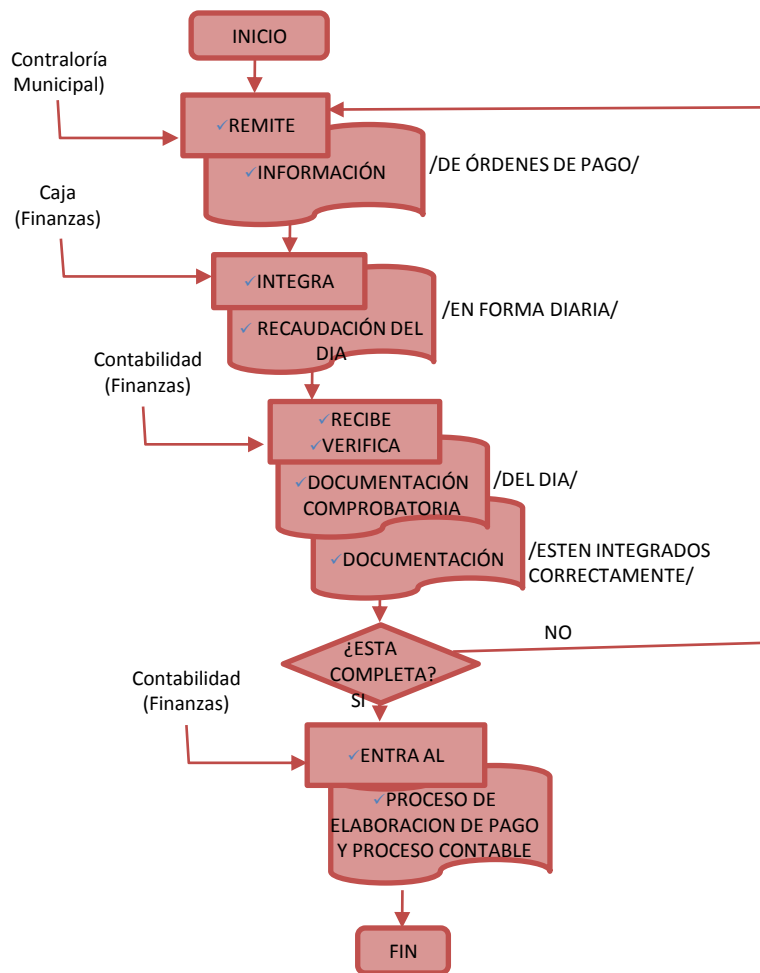 INICIO
Contraloría
Municipal)
✓REMITE
✓INFORMACIÓN
/DE ÓRDENES DE PAGO/
Caja
(Finanzas)
✓INTEGRA
/EN FORMA DIARIA/
✓ RECAUDACIÓN DEL
DIA
Contabilidad
(Finanzas)
✓RECIBE
✓VERIFICA
✓DOCUMENTACIÓN
COMPROBATORIA
/DEL DIA/
✓DOCUMENTACIÓN
/ESTEN INTEGRADOS
CORRECTAMENTE/
¿ESTA
COMPLETA?
NO
SI
Contabilidad
(Finanzas)
✓ENTRA AL
✓PROCESO DE
ELABORACION DE PAGO
Y PROCESO CONTABLE
FIN